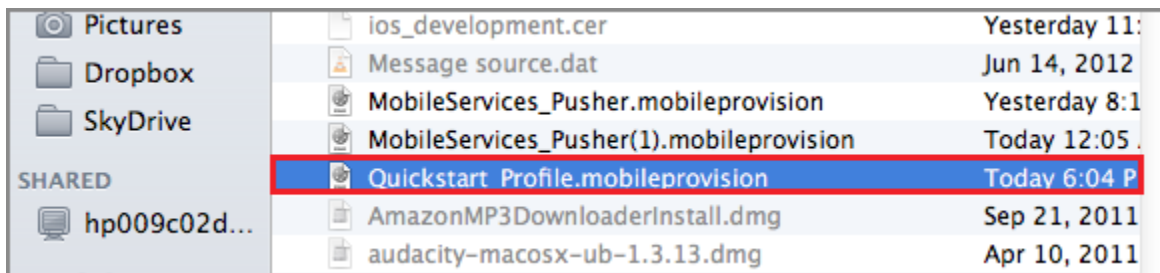 Pictures
Dropbox
SkyDrive
SHARED
hp009c02d...
ios_development.cer Yesterday 11:
Message source.dat Jun 14, 2012
MobileServices_Pusher.mobileprovision Yesterday 8:1
MobileServices_Pusher(1).mobileprovision Today 12:05
Quickstart_Profile.mobileprovision Today 6:04 P
AmazonMP3DownloaderInstall.dmg Sep 21, 2011
audacity-macosx-ub-1.3.13.dmg Apr 10, 2011